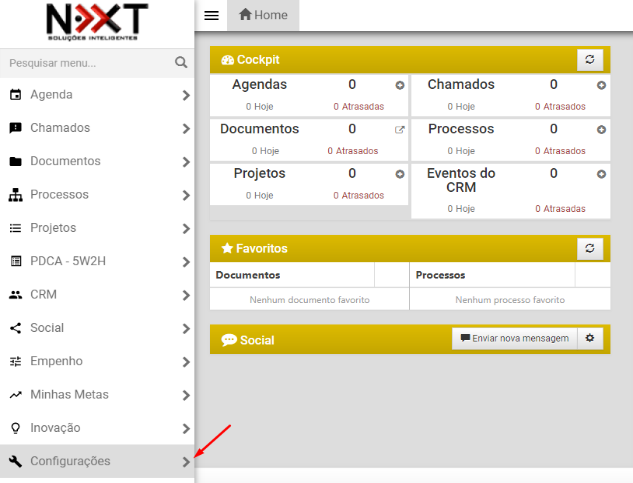 NEXT
SOLUÇÕES INTELIGENTES
Pesquisar menu...
Agenda
Chamados
Documentos
Processos
Projetos
PDCA - 5W2H
CRM
Social
Empenho
Minhas Metas
Inovação
Configurações
Home
Cockpit
Agendas 0
0 Hoje 0 Atrasadas
Chamados 0
0 Hoje 0 Atrasados
Documentos 0
0 Hoje 0 Atrasados
Processos 0
0 Hoje 0 Atrasados
Projetos 0
0 Hoje 0 Atrasados
Eventos do 0
CRM
0 Hoje 0 Atrasadas
Favoritos
Documentos
Processos
Nenhum documento favorito
Nenhum processo favorito
Social
Enviar nova mensagem